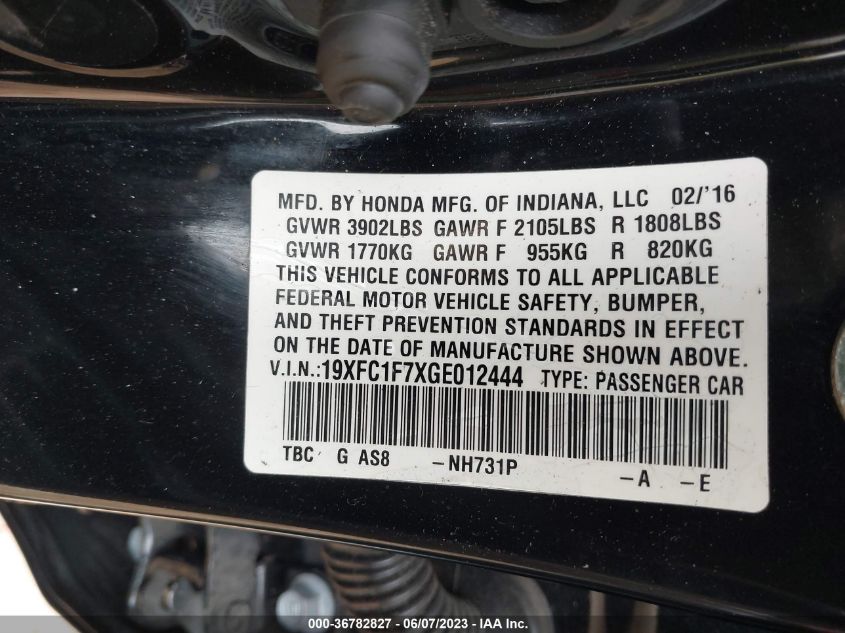 MFD. BY HONDA MFG. OF INDIANA, LLC 02/'16
GVWR 3902LBS GAWR F 2105LBS R 1808LBS
GVWR 1770KG GAWR F 955KG R 820KG
THIS VEHICLE CONFORMS TO ALL APPLICABLE
FEDERAL MOTOR VEHICLE SAFETY, BUMPER,
AND THEFT PREVENTION STANDARDS IN EFFECT
ON THE DATE OF MANUFACTURE SHOWN ABOVE.
V.I.N.:19XFC1F7XGE012444 TYPE: PASSENGER CAR
TBC G AS8 -NH731P -A -E
000-36782827 - 06/07/2023 - IAAI.COM